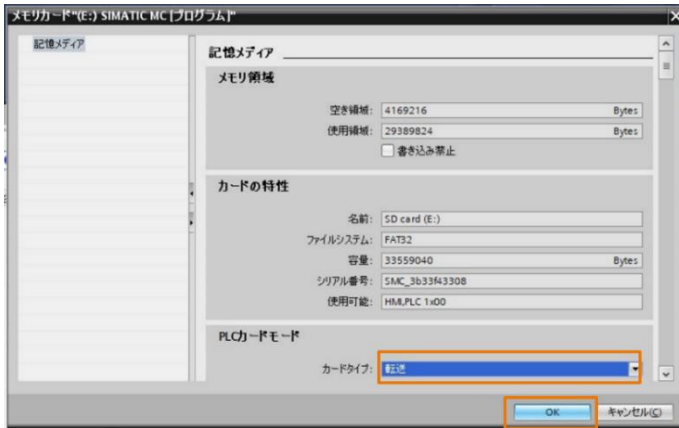 メモリカード"(E:) SIMATIC MC [プログラム]"
記憶メディア
記憶メディア
メモリ領域
空き領域: 4169216 Bytes
使用領域: 29389824 Bytes
書き込み禁止
カードの特性
名前: SD card (E:)
ファイルシステム: FAT32
容量: 33559040 Bytes
シリアル番号: SMC_3b33f43308
使用可能: HMI,PLC 1x00
PLCカードモード
カードタイプ: 転送
OK キャンセル(C)